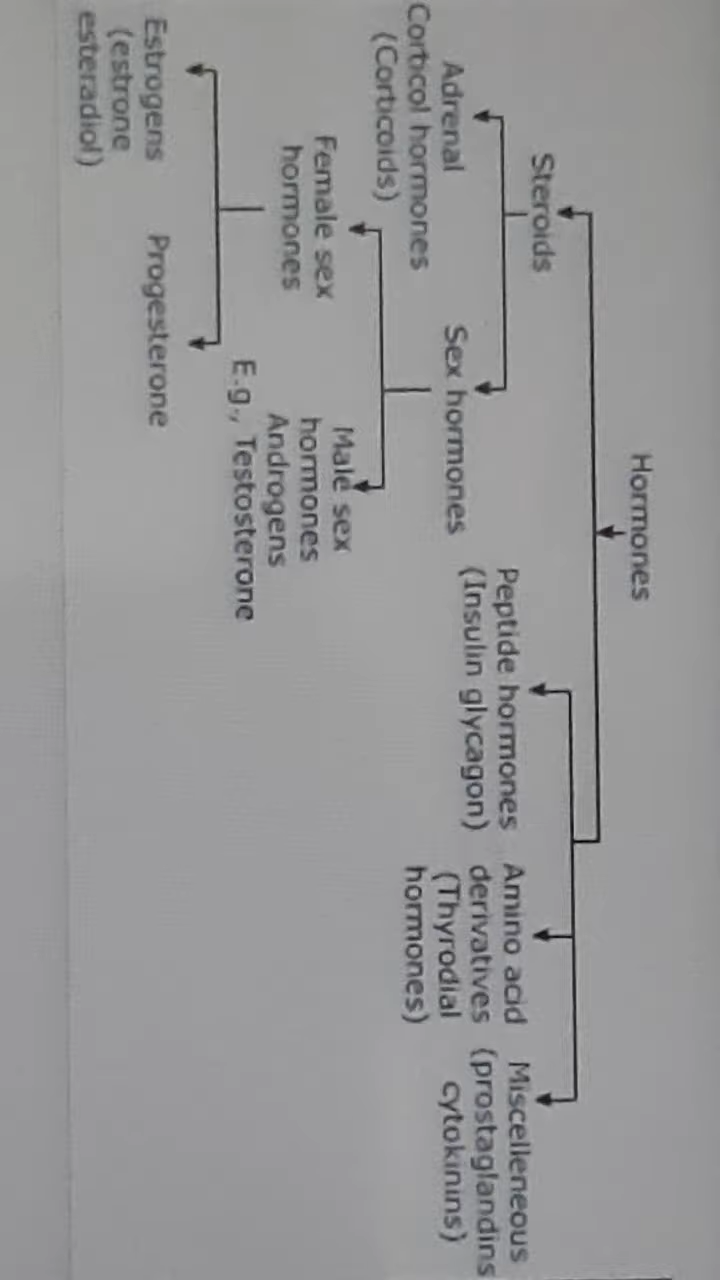 Hormones
Steroids
Adrenal
Corticol hormones
(Corticoids)
Sex hormones
Female sex
hormones
Estrogens
(estrone
esteradiol)
Progesterone
Male sex
hormones
Androgens
E.g., Testosterone
Peptide hormones
(Insulin glycagon)
Amino acid
derivatives
(Thyrodial
hormones)
Miscelleneous
(prostaglandins
cytokinins)